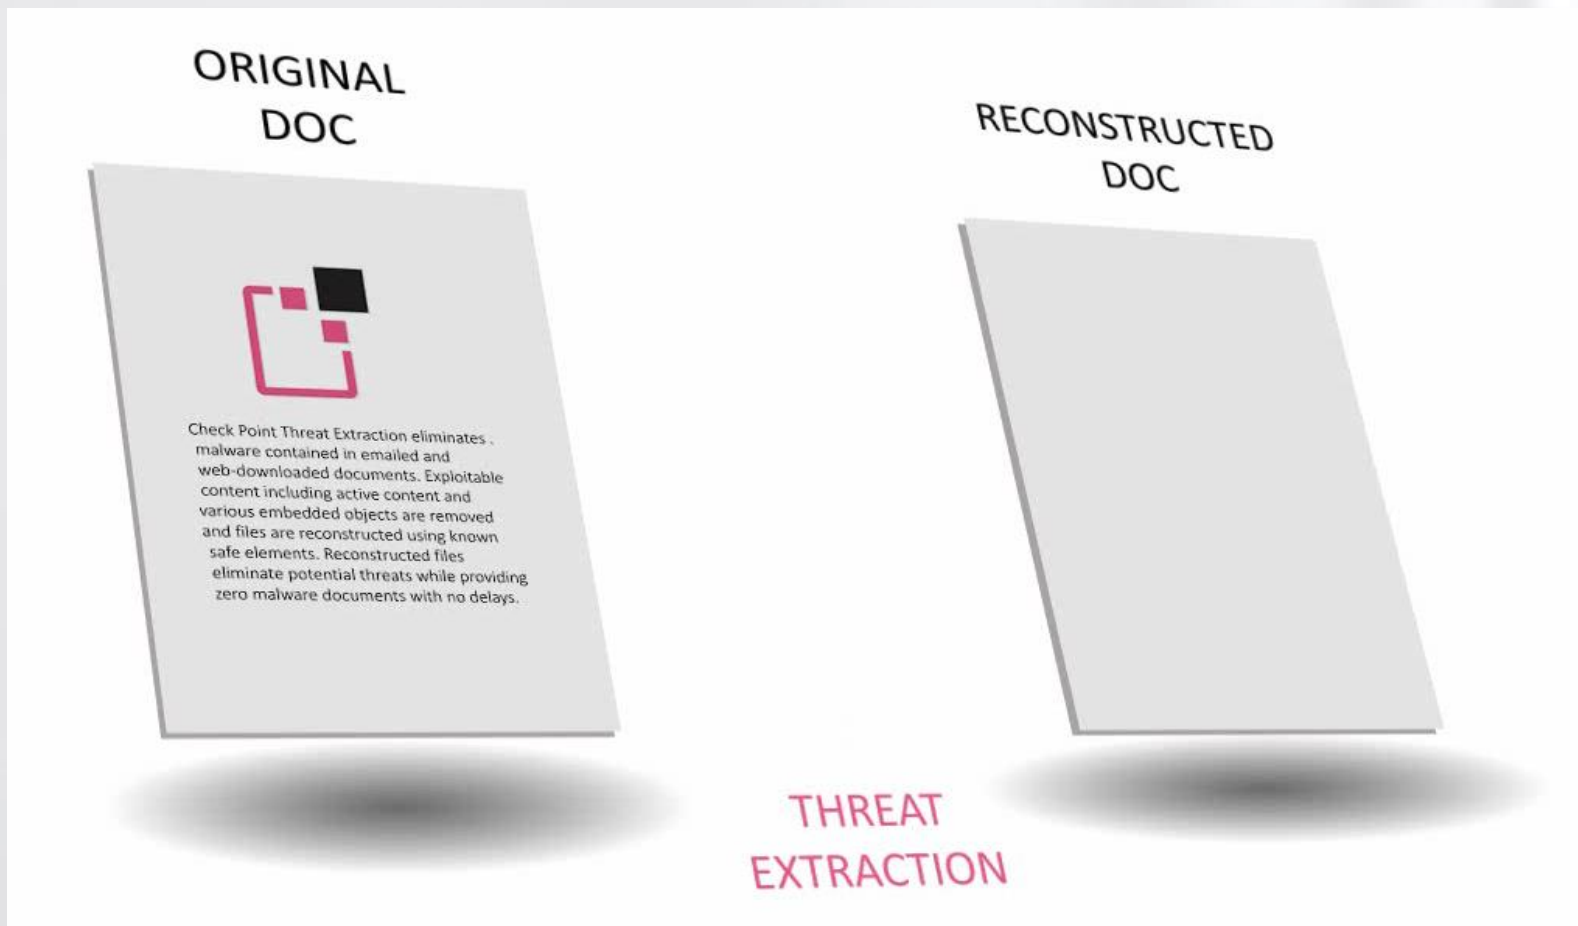 ORIGINAL
DOC
Check Point Threat Extraction eliminates .
malware contained in emailed and
web-downloaded documents. Exploitable
content including active content and
various embedded objects are removed
and files are reconstructed using known
safe elements. Reconstructed files
eliminate potential threats while providing
zero malware documents with no delays.
RECONSTRUCTED
DOC
THREAT
EXTRACTION